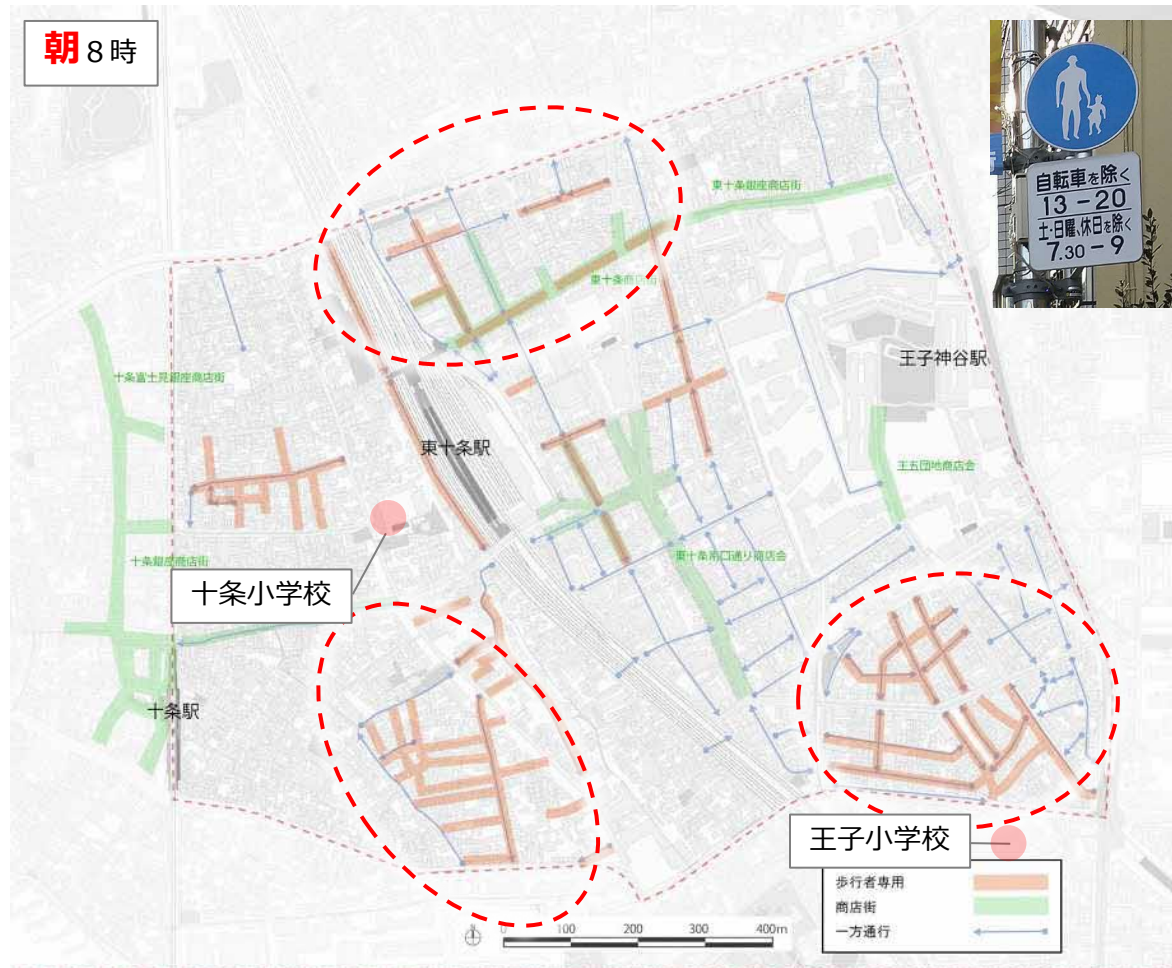 朝8時
自転車を除く
13-20
土・日曜、休日を除く
7.30-9
東十条銀座商店街
東十条商
王子神谷駅
十条富士見銀座商店街
東十条駅
王五団地商店会
十条銀座商店街
東十条南口通り商店会
十条小学校
十条駅
王子小学校
歩行者専用
商店街
一方通行
N
0 100 200 300 400m